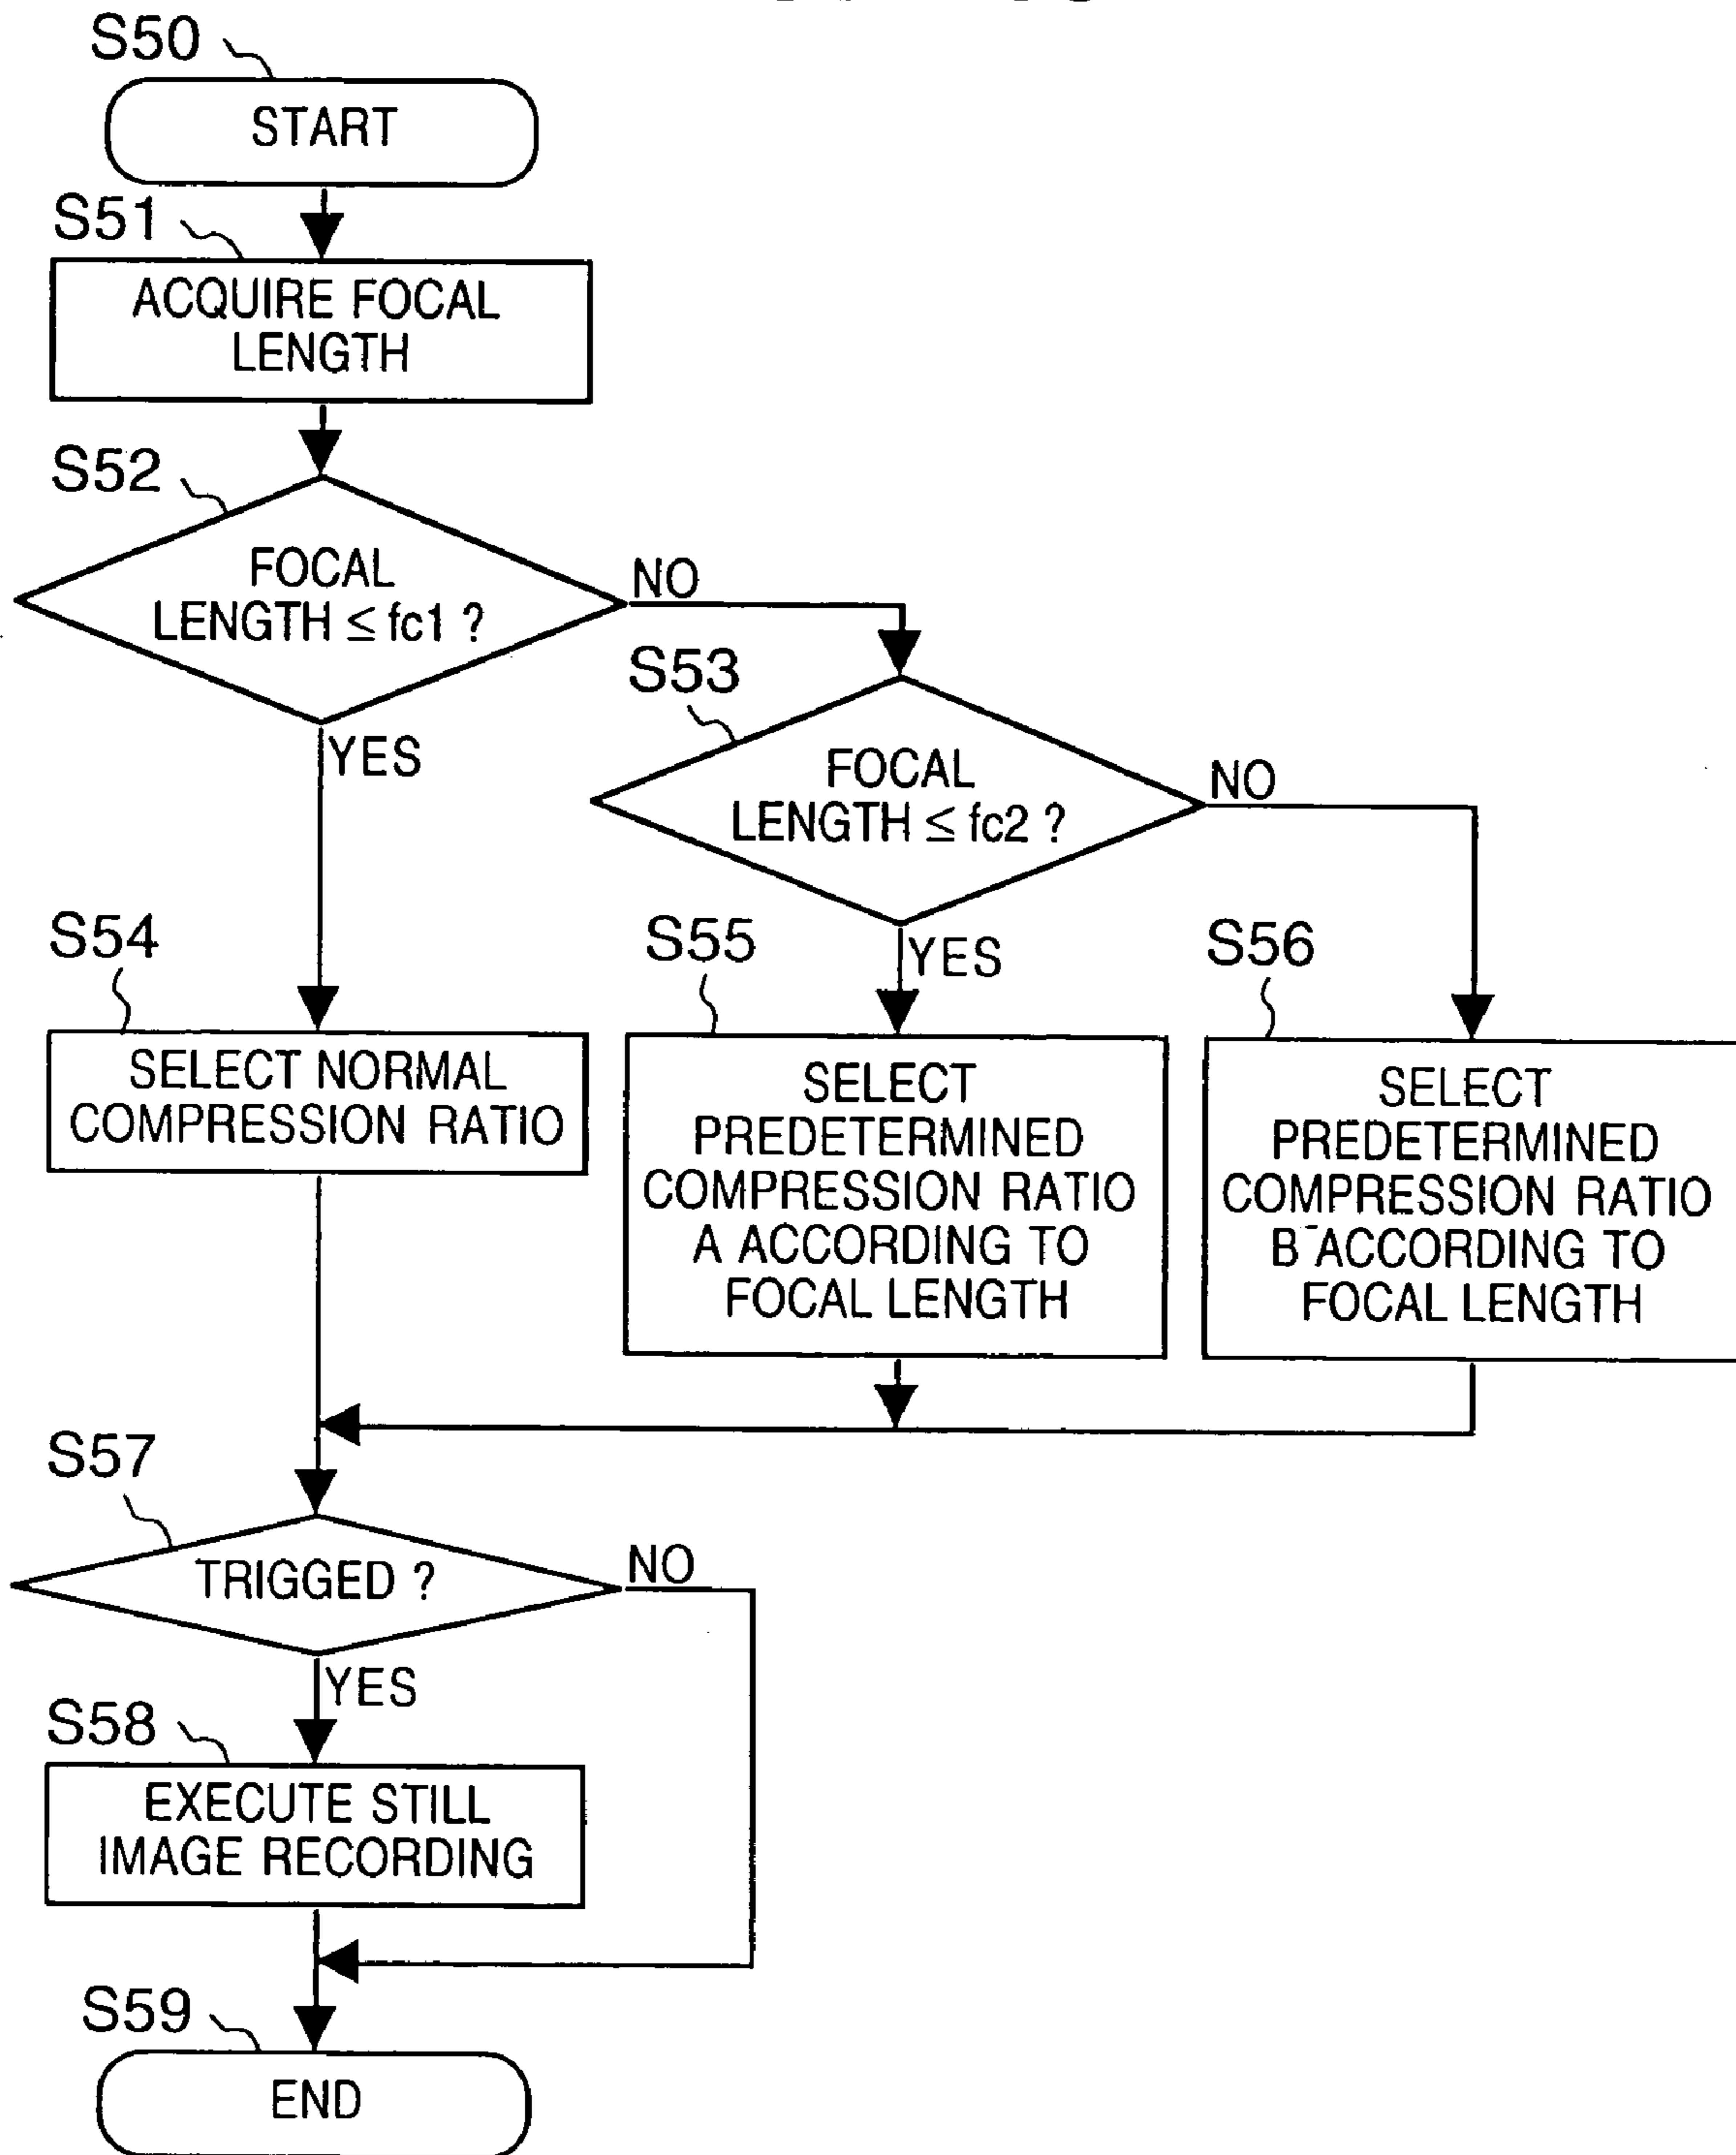 S50
START
S51
ACQUIRE FOCAL
LENGTH
S52
FOCAL
LENGTH ≤ fc1 ?
NO
YES
S53
FOCAL
LENGTH ≤ fc2 ?
NO
YES
S54
SELECT NORMAL
COMPRESSION RATIO
S55
SELECT
PREDETERMINED
COMPRESSION RATIO
A ACCORDING TO
FOCAL LENGTH
S56
SELECT
PREDETERMINED
COMPRESSION RATIO
B ACCORDING TO
FOCAL LENGTH
S57
TRIGGED ?
NO
YES
S58
EXECUTE STILL
IMAGE RECORDING
S59
END